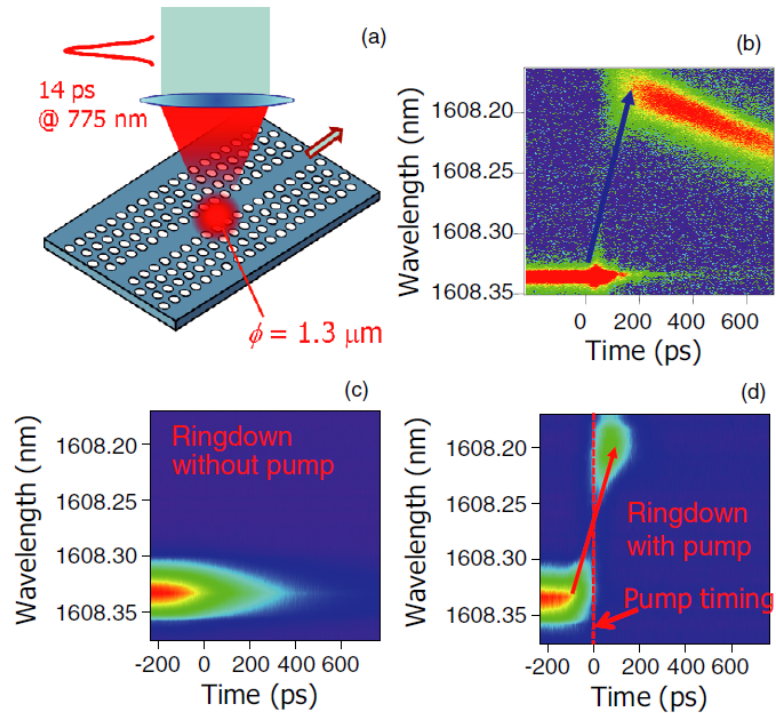 (a)
14 ps
@ 775 nm
ϕ = 1.3 μm
(b)
Wavelength (nm)
1608.20
1608.25
1608.30
1608.35
0 200 400 600
Time (ps)
(c)
Wavelength (nm)
1608.20
1608.25
1608.30
1608.35
Ringdown
without pump
-200 0 200 400 600
Time (ps)
(d)
Wavelength (nm)
1608.20
1608.25
1608.30
1608.35
Ringdown
with pump
Pump timing
-200 0 200 400 600
Time (ps)